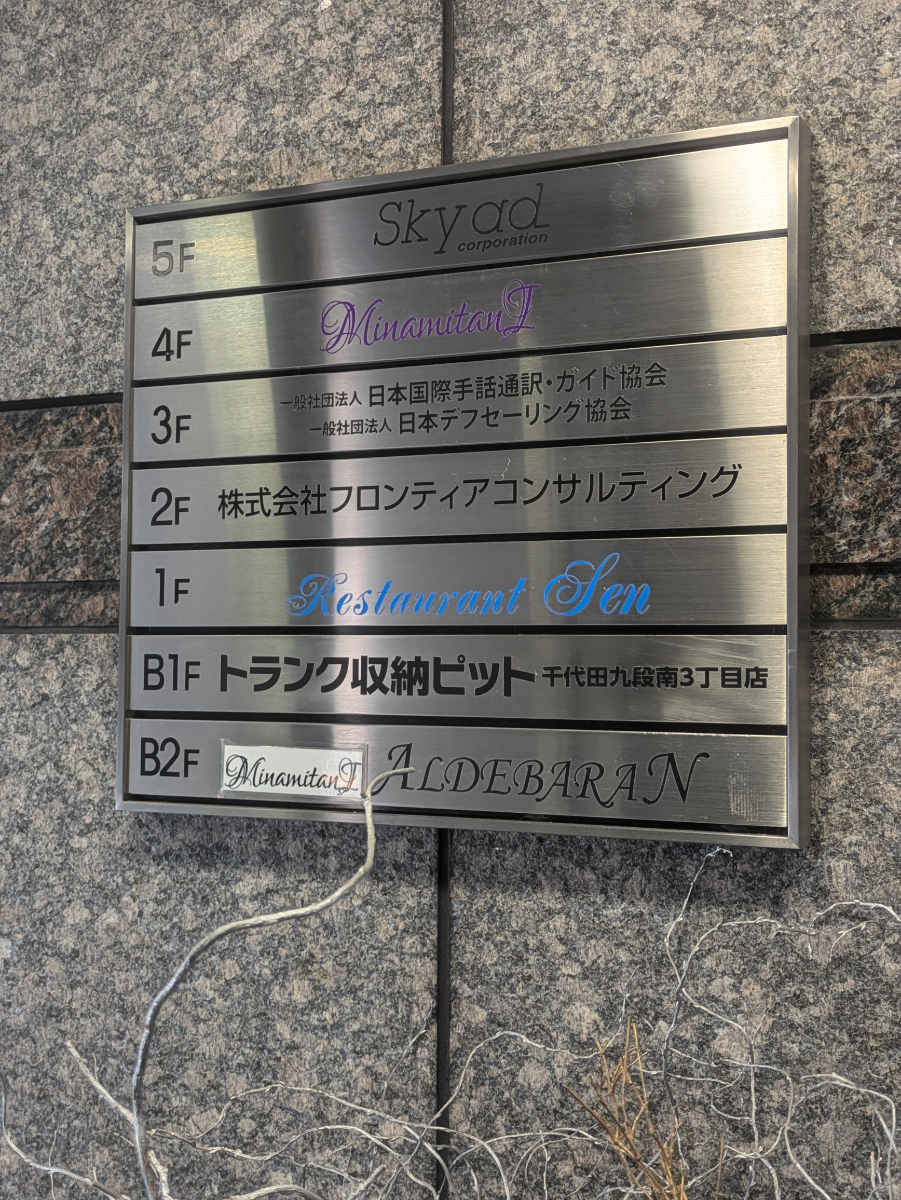 5F Sky ad corporation
4F MinamitanI
3F 一般社団法人 日本国際手話通訳・ガイド協会
一般社団法人 日本デフセーリング協会
2F 株式会社フロンティアコンサルティング
1F Restaurant Sen
B1F トランク収納ピット 千代田九段南3丁目店
B2F MinamitanI ALDEBARAN